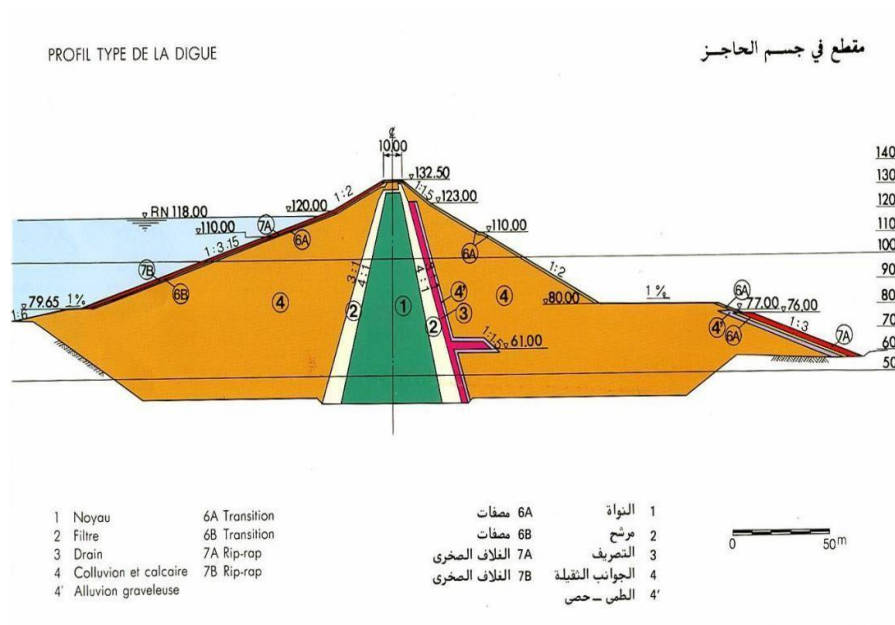 PROFIL TYPE DE LA DIGUE
مقطع في جسم الحاجز
10.00
132.50
1:2
1:1.5
123.00
120.00
RN 118.00
110.00
7A
6A
1:3.15
110.00
6A
7B
6B
3:1
4:1
4:1
1:2
79.65
1%
1:6
4
2
1
2
4'
3
4
80.00
1%
6A
77.00
76.00
4'
6A
1:3
7A
1:1.5
61.00
140
130
120
110
100
90
80
70
60
50
1 Noyau
2 Filtre
3 Drain
4 Colluvion et calcaire
4' Alluvion graveleuse
6A Transition
6B Transition
7A Rip-rap
7B Rip-rap
6A مصفات
6B مصفات
7A الغلاف الصخرى
7B الغلاف الصخرى
1 النواة
2 مرشح
3 التصريف
4 الجوانب الثقيلة
4' الطمى - حصى
0 50 m